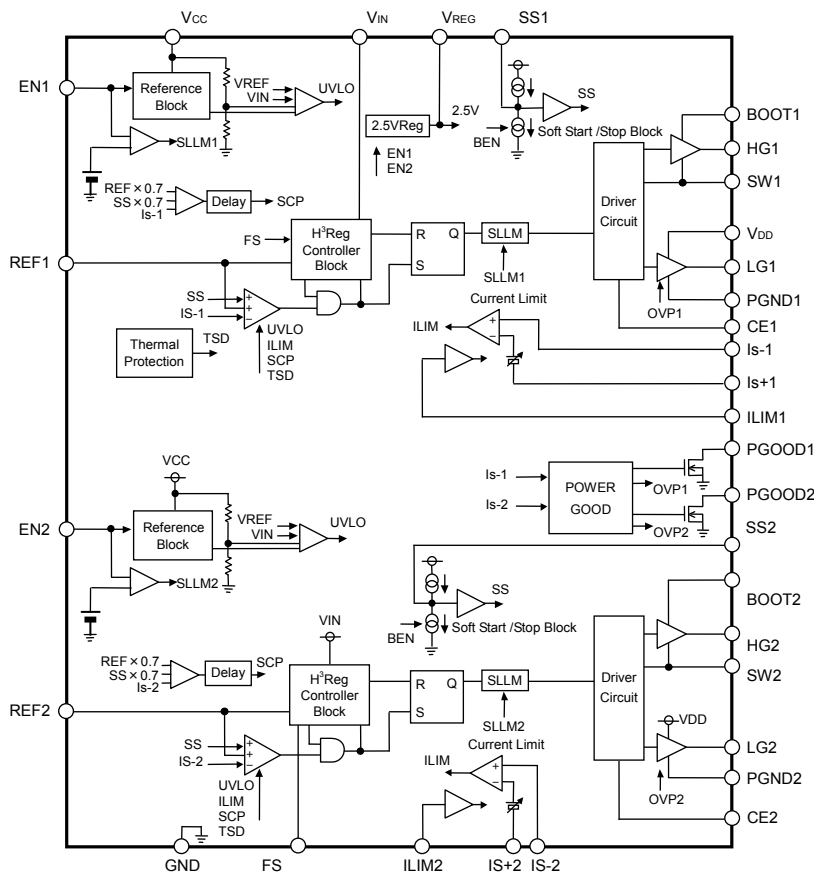 VCC
VIN
VREG
SS1
EN1
Reference
Block
VREF
VIN
UVLO
SLLM1
2.5VReg
2.5V
EN1
EN2
SS
BEN
Soft Start /Stop Block
BOOT1
HG1
SW1
Driver
Circuit
VDD
LG1
PGND1
OVP1
CE1
REF × 0.7
SS × 0.7
Is-1
Delay
SCP
FS
H³Reg
Controller
Block
R
Q
S
SLLM
SLLM1
REF1
SS
IS-1
UVLO
ILIM
SCP
TSD
Thermal
Protection
TSD
Current Limit
ILIM
Is-1
Is+1
ILIM1
PGOOD1
Is-1
Is-2
POWER
GOOD
OVP1
OVP2
PGOOD2
SS2
VCC
EN2
Reference
Block
VREF
VIN
UVLO
SLLM2
SS
BEN
Soft Start /Stop Block
BOOT2
HG2
SW2
Driver
Circuit
VDD
LG2
PGND2
OVP2
CE2
VIN
REF × 0.7
SS × 0.7
Is-2
Delay
SCP
H³Reg
Controller
Block
R
Q
S
SLLM
SLLM2
REF2
SS
IS-2
UVLO
ILIM
SCP
TSD
Current Limit
ILIM
GND
FS
ILIM2
IS+2
IS-2